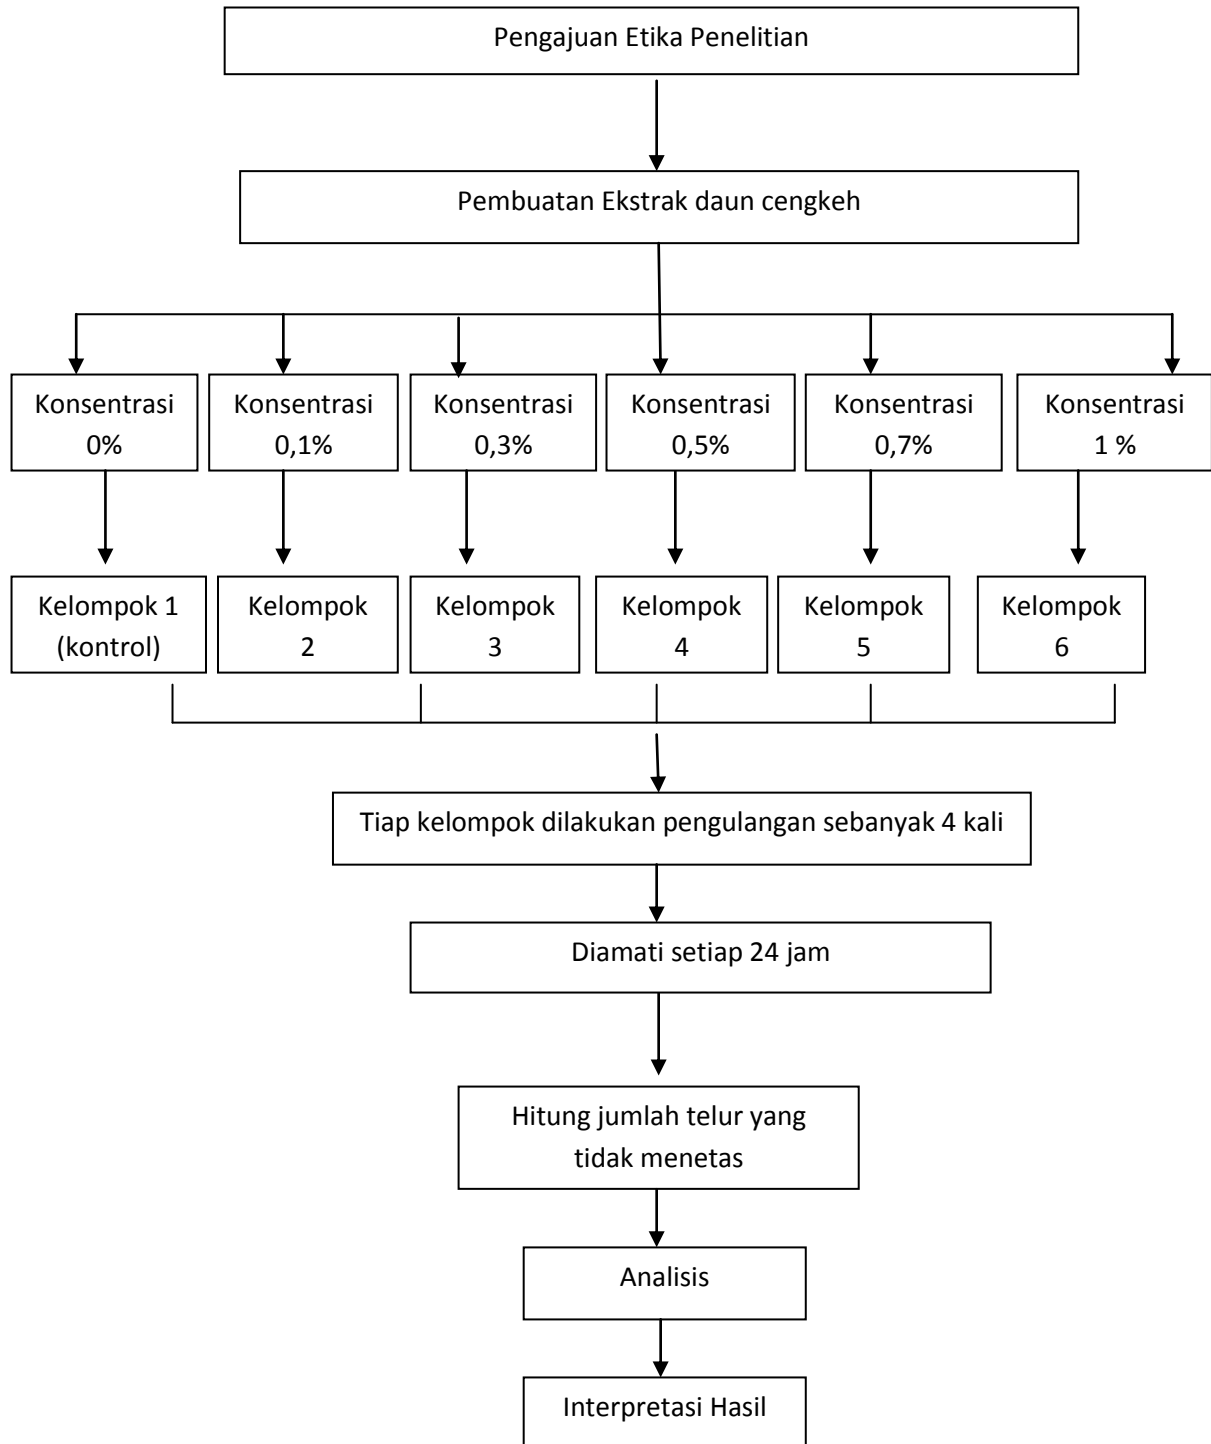 Pengajuan Etika Penelitian
Pembuatan Ekstrak daun cengkeh
Konsentrasi
0%
Konsentrasi
0,1%
Konsentrasi
0,3%
Konsentrasi
0,5%
Konsentrasi
0,7%
Konsentrasi
1 %
Kelompok 1
(kontrol)
Kelompok
2
Kelompok
3
Kelompok
4
Kelompok
5
Kelompok
6
Tiap kelompok dilakukan pengulangan sebanyak 4 kali
Diamati setiap 24 jam
Hitung jumlah telur yang
tidak menetas
Analisis
Interpretasi Hasil